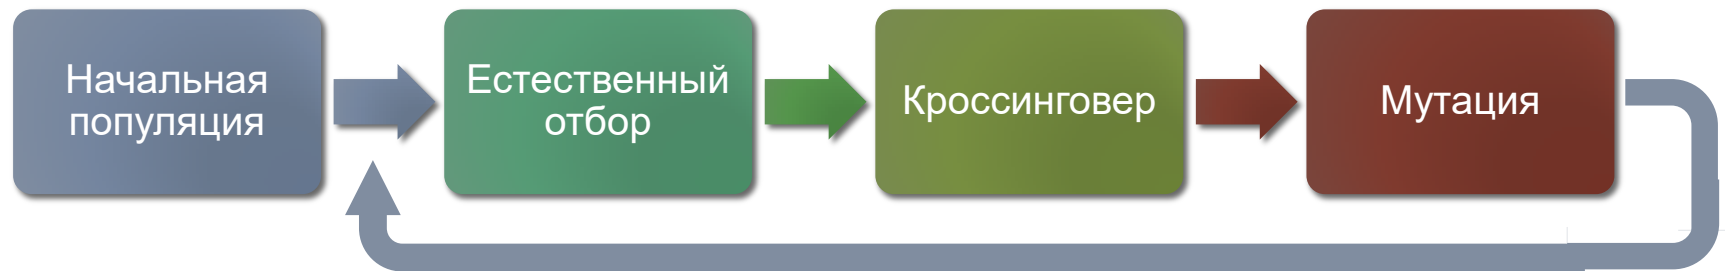 Начальная
популяция
Естественный
отбор
Кроссинговер
Мутация